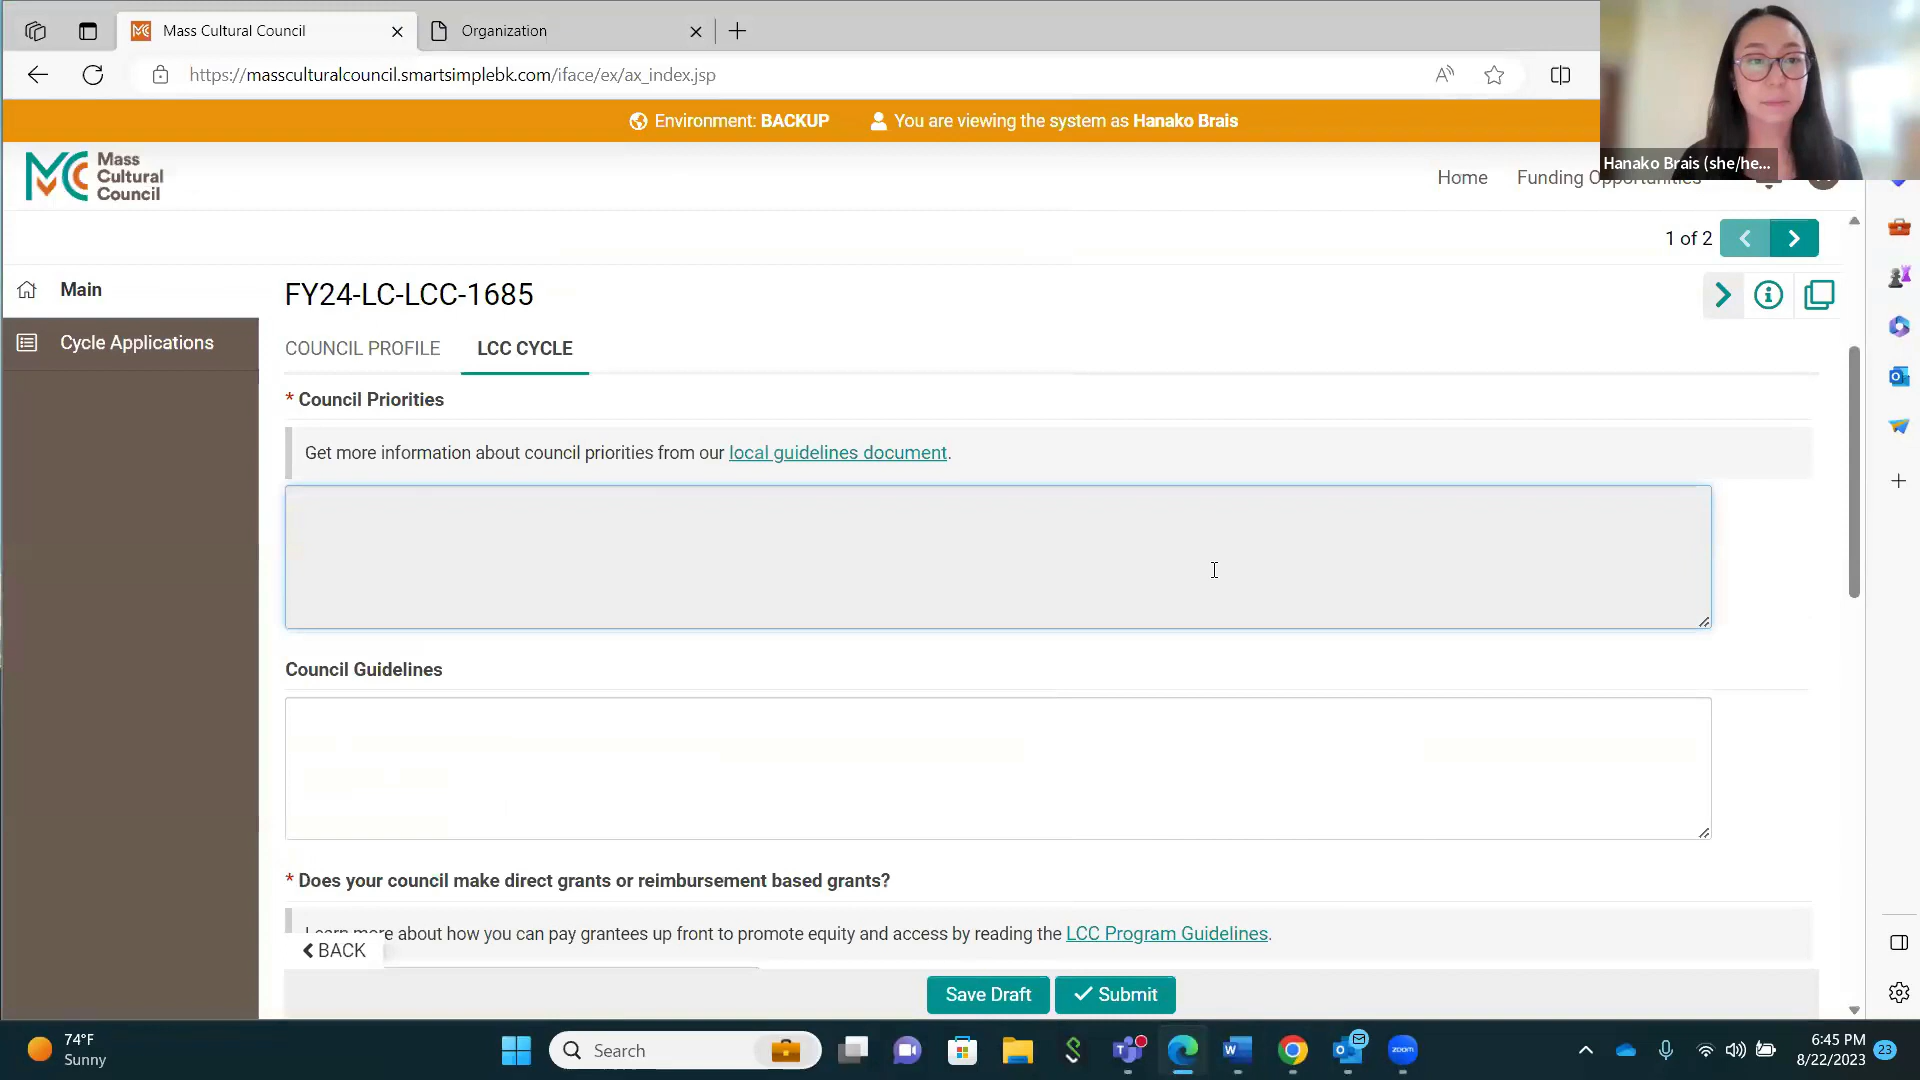 Mass Cultural Council
Organization
https://massculturalcouncil.smartsimplebk.com/iface/ex/ax_index.jsp
Environment: BACKUP
You are viewing the system as Hanako Brais
Hanako Brais (she/he...
Mass
Cultural
Council
Home
Funding Opportunities
1 of 2
Main
Cycle Applications
FY24-LC-LCC-1685
COUNCIL PROFILE
LCC CYCLE
* Council Priorities
Get more information about council priorities from our local guidelines document.
Council Guidelines
* Does your council make direct grants or reimbursement based grants?
Learn more about how you can pay grantees up front to promote equity and access by reading the LCC Program Guidelines.
BACK
Save Draft
Submit
74°F
Sunny
Search
zoom
6:45 PM
8/22/2023
23